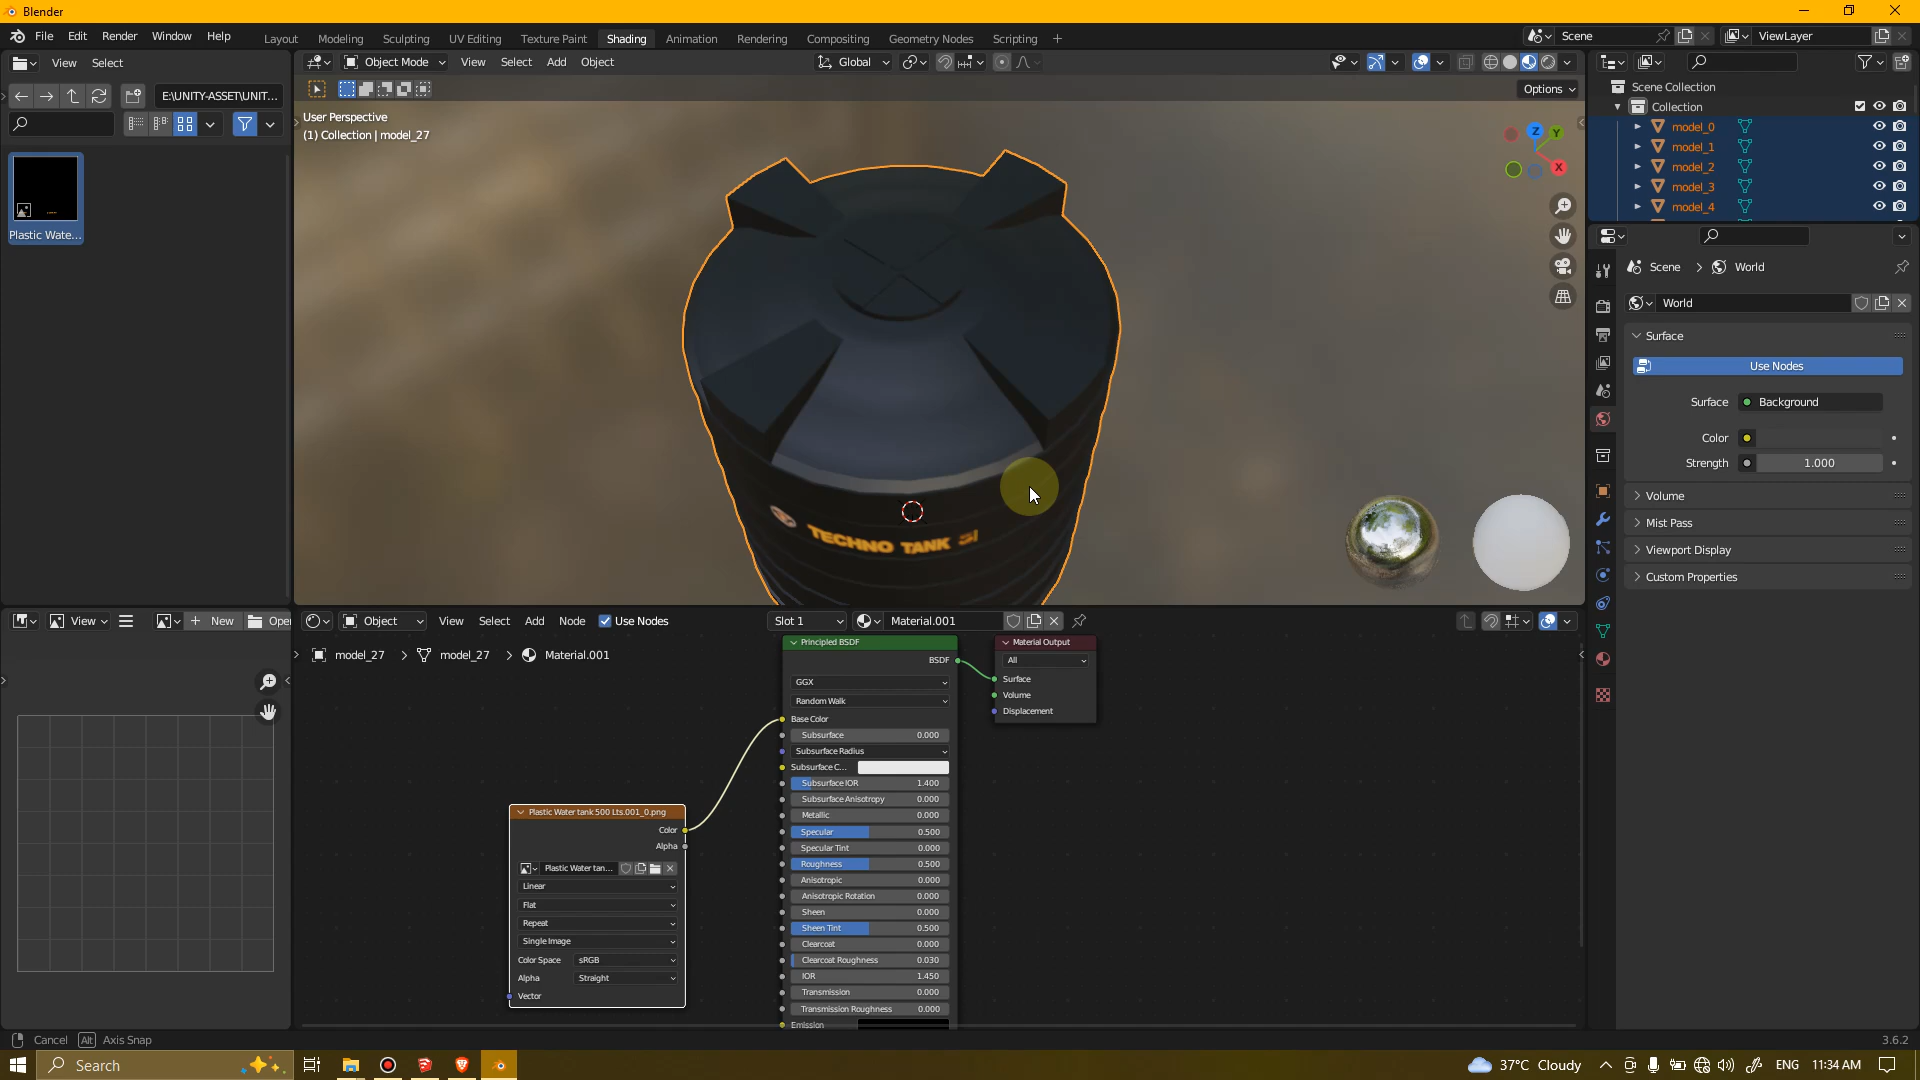 Blender
File Edit Render Window Help
Layout Modeling Sculpting UV Editing Texture Paint Shading Animation Rendering Compositing Geometry Nodes Scripting +
Scene
ViewLayer
View Select
Object Mode View Select Add Object
Global
E:\UNITY-ASSET\UNIT...
Options
Scene Collection
Collection
model_0
model_1
model_2
model_3
model_4
User Perspective
(1) Collection | model_27
Z
Y
X
Plastic Wate...
TECHNO TANK
Scene > World
World
Surface
Use Nodes
Surface Background
Color
Strength 1.000
Volume
Mist Pass
Viewport Display
Custom Properties
View
+ New
Open
Object View Select Add Node Use Nodes
Slot 1
Material.001
model_27 > model_27 > Material.001
Principled BSDF
BSDF
GGX
Random Walk
Base Color
Subsurface 0.000
Subsurface Radius
Subsurface C...
Subsurface IOR 1.400
Subsurface Anisotropy 0.000
Metallic 0.000
Specular 0.500
Specular Tint 0.000
Roughness 0.500
Anisotropic 0.000
Anisotropic Rotation 0.000
Sheen 0.000
Sheen Tint 0.500
Clearcoat 0.000
Clearcoat Roughness 0.030
IOR 1.450
Transmission 0.000
Transmission Roughness 0.000
Emission
Material Output
All
Surface
Volume
Displacement
Plastic Water tank 500 Lts.001_0.png
Color
Alpha
Plastic Water tan...
Linear
Flat
Repeat
Single Image
Color Space sRGB
Alpha Straight
Vector
Cancel Alt Axis Snap
3.6.2
Search
37°C Cloudy
ENG 11:34 AM